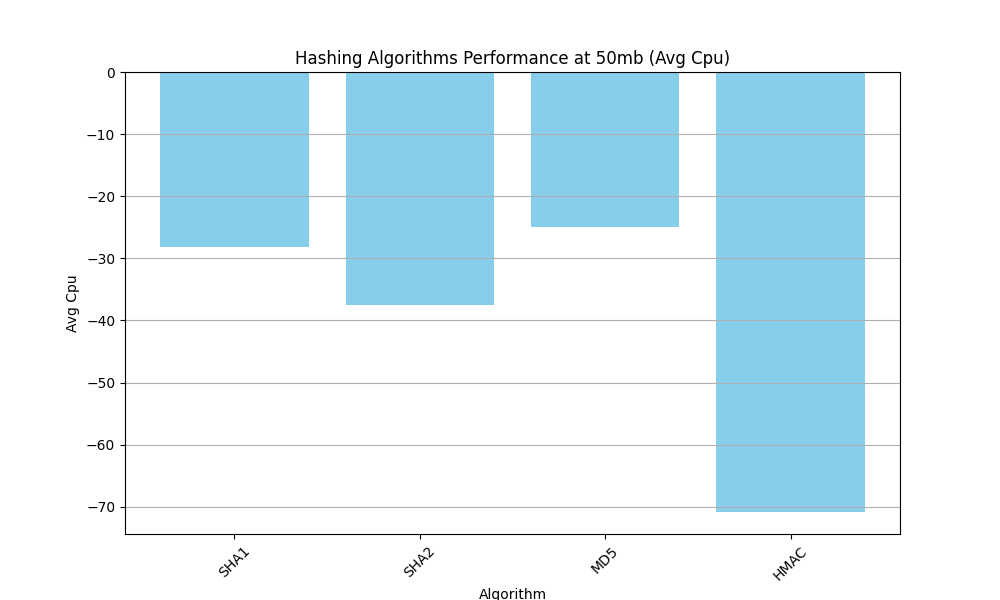 Hashing Algorithms Performance at 50mb (Avg Cpu)
0
−10
−20
−30
−40
−50
−60
−70
Avg Cpu
SHA1
SHA2
MD5
HMAC
Algorithm